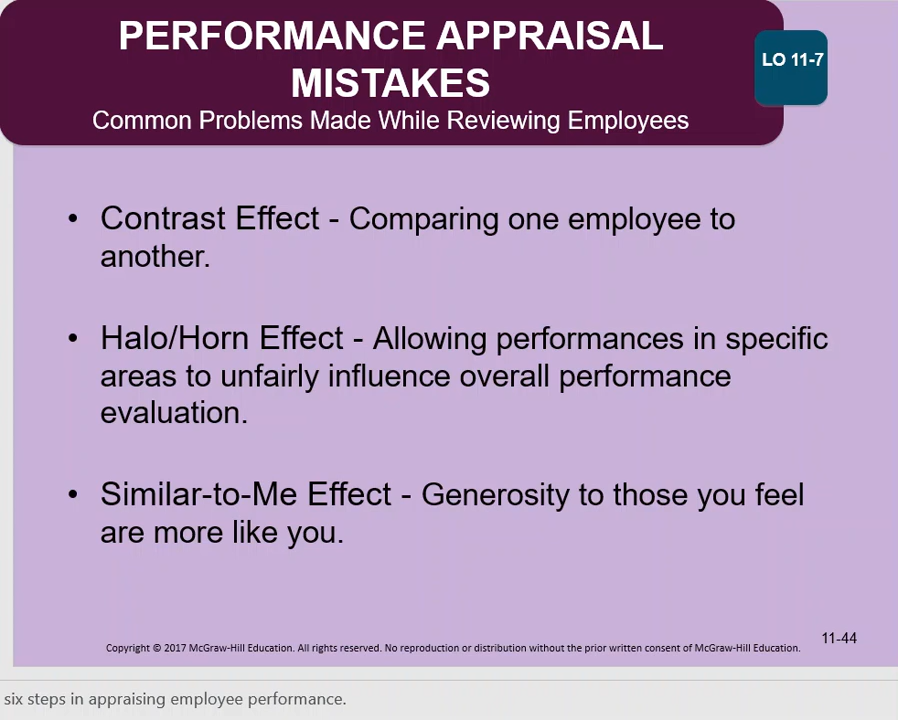 PERFORMANCE APPRAISAL
MISTAKES
Common Problems Made While Reviewing Employees
LO 11-7
• Contrast Effect - Comparing one employee to
another.
• Halo/Horn Effect - Allowing performances in specific
areas to unfairly influence overall performance
evaluation.
• Similar-to-Me Effect - Generosity to those you feel
are more like you.
11-44
Copyright © 2017 McGraw-Hill Education. All rights reserved. No reproduction or distribution without the prior written consent of McGraw-Hill Education.
six steps in appraising employee performance.